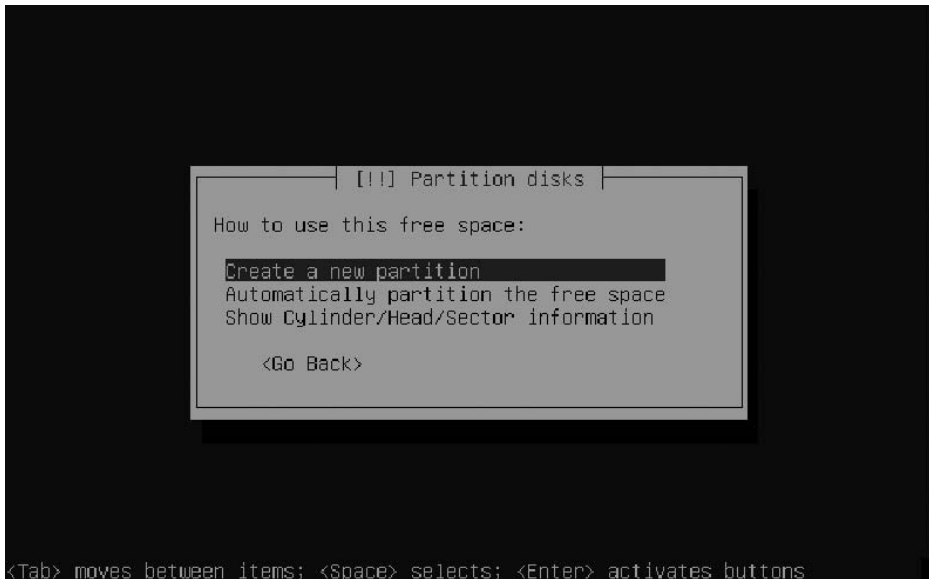 [!!] Partition disks
How to use this free space:
Create a new partition
Automatically partition the free space
Show Cylinder/Head/Sector information
<Go Back>
<Tab> moves between items; <Space> selects; <Enter> activates buttons